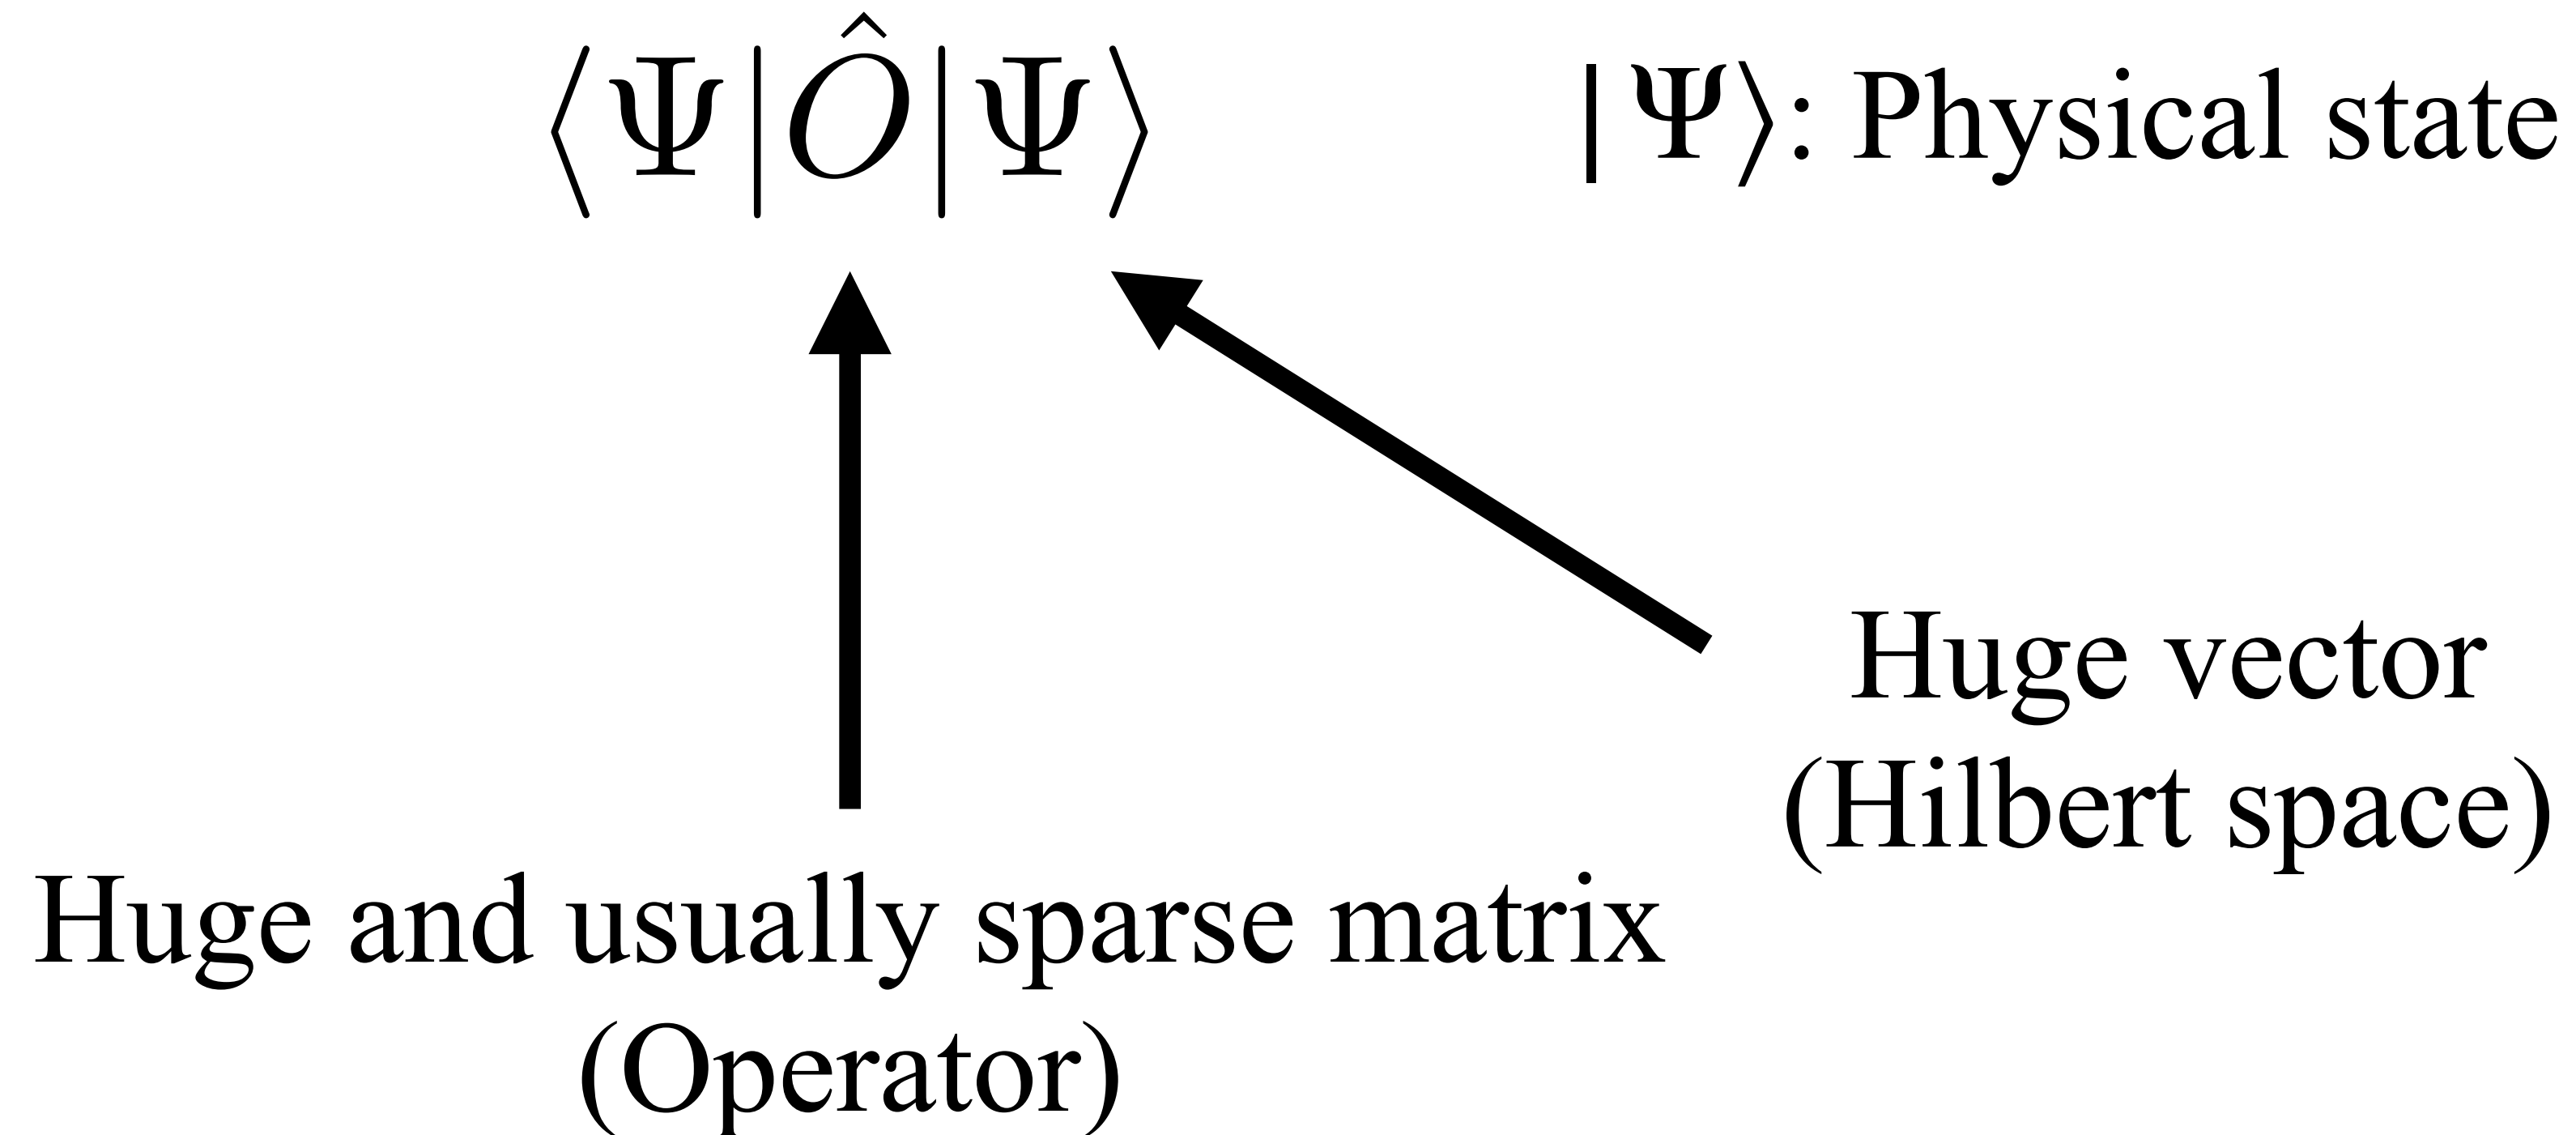 ⟨Ψ|Ô|Ψ⟩
|Ψ⟩: Physical state
Huge vector
(Hilbert space)
Huge and usually sparse matrix
(Operator)